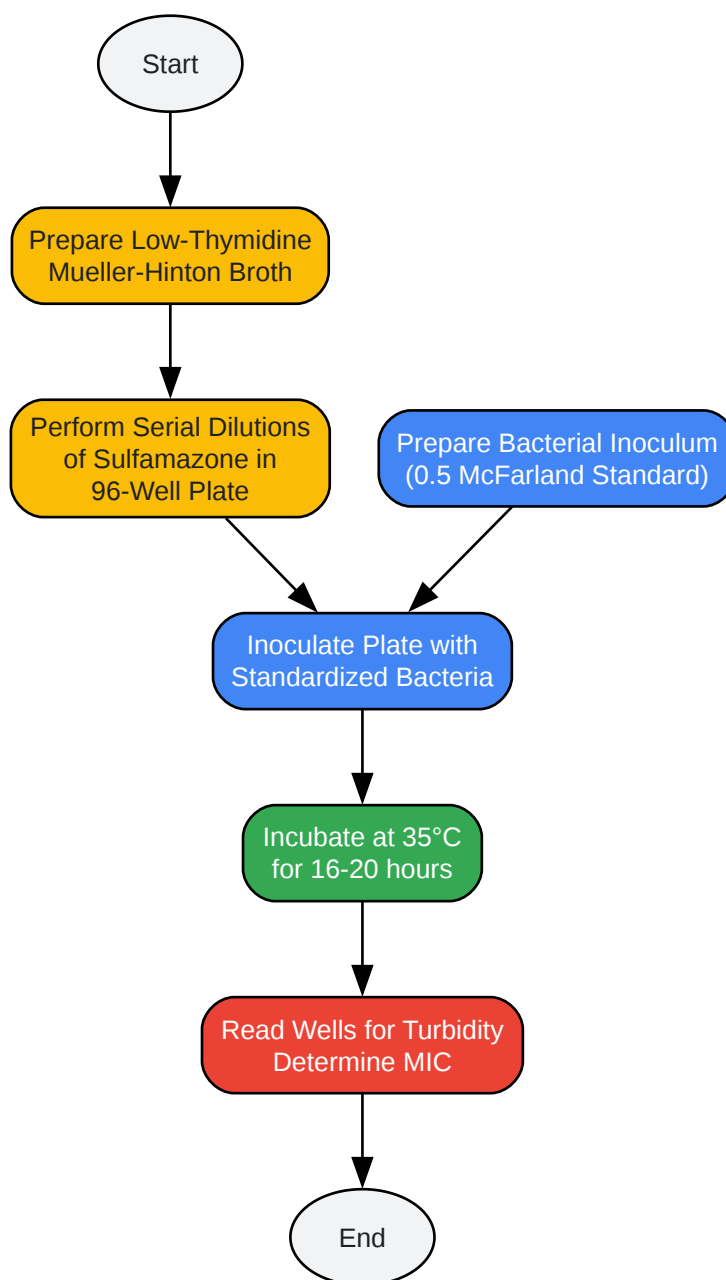 Start
Prepare Low-Thymidine
Mueller-Hinton Broth
Perform Serial Dilutions
of Sulfamazone in
96-Well Plate
Prepare Bacterial Inoculum
(0.5 McFarland Standard)
Inoculate Plate with
Standardized Bacteria
Incubate at 35°C
for 16-20 hours
Read Wells for Turbidity
Determine MIC
End